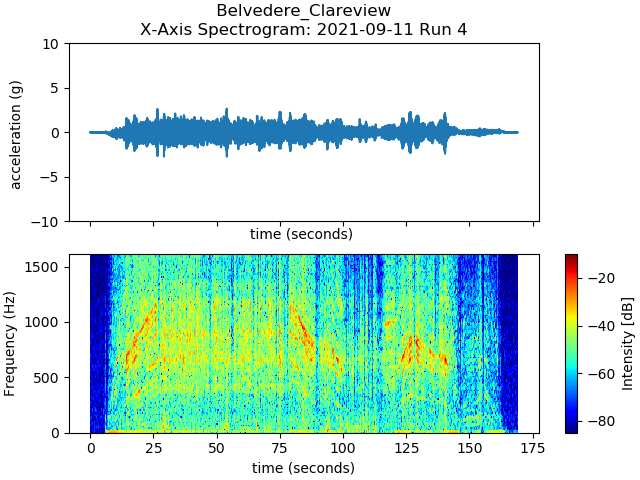 Belvedere_Clareview
X-Axis Spectrogram: 2021-09-11 Run 4
10
5
0
−5
−10
acceleration (g)
time (seconds)
1500
1000
500
0
Frequency (Hz)
0 25 50 75 100 125 150 175
time (seconds)
−20
−40
−60
−80
Intensity [dB]